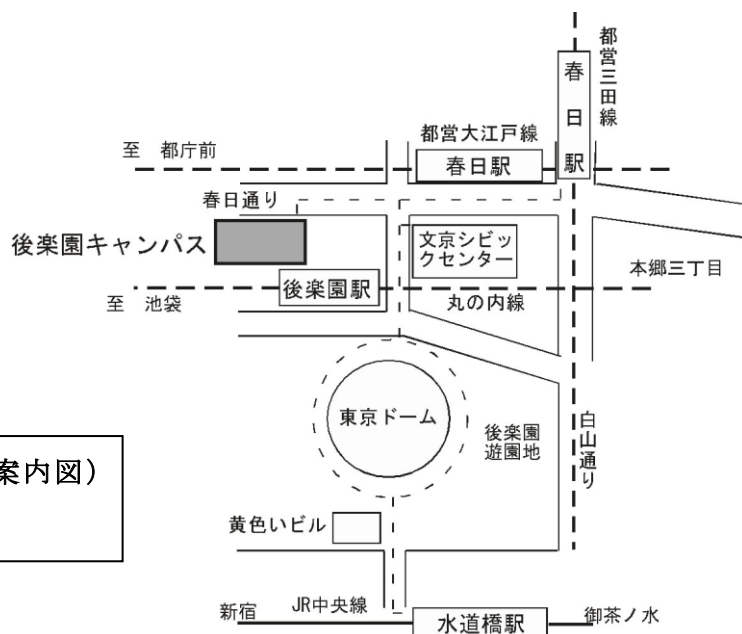 都営三田線
春日駅
都営大江戸線
至 都庁前
春日駅
春日通り
後楽園キャンパス
文京シビッ
クセンター
本郷三丁目
後楽園駅
至 池袋
丸の内線
東京ドーム
後楽園
遊園地
白山通り
案内図)
黄色いビル
新宿
JR中央線
水道橋駅
御茶ノ水